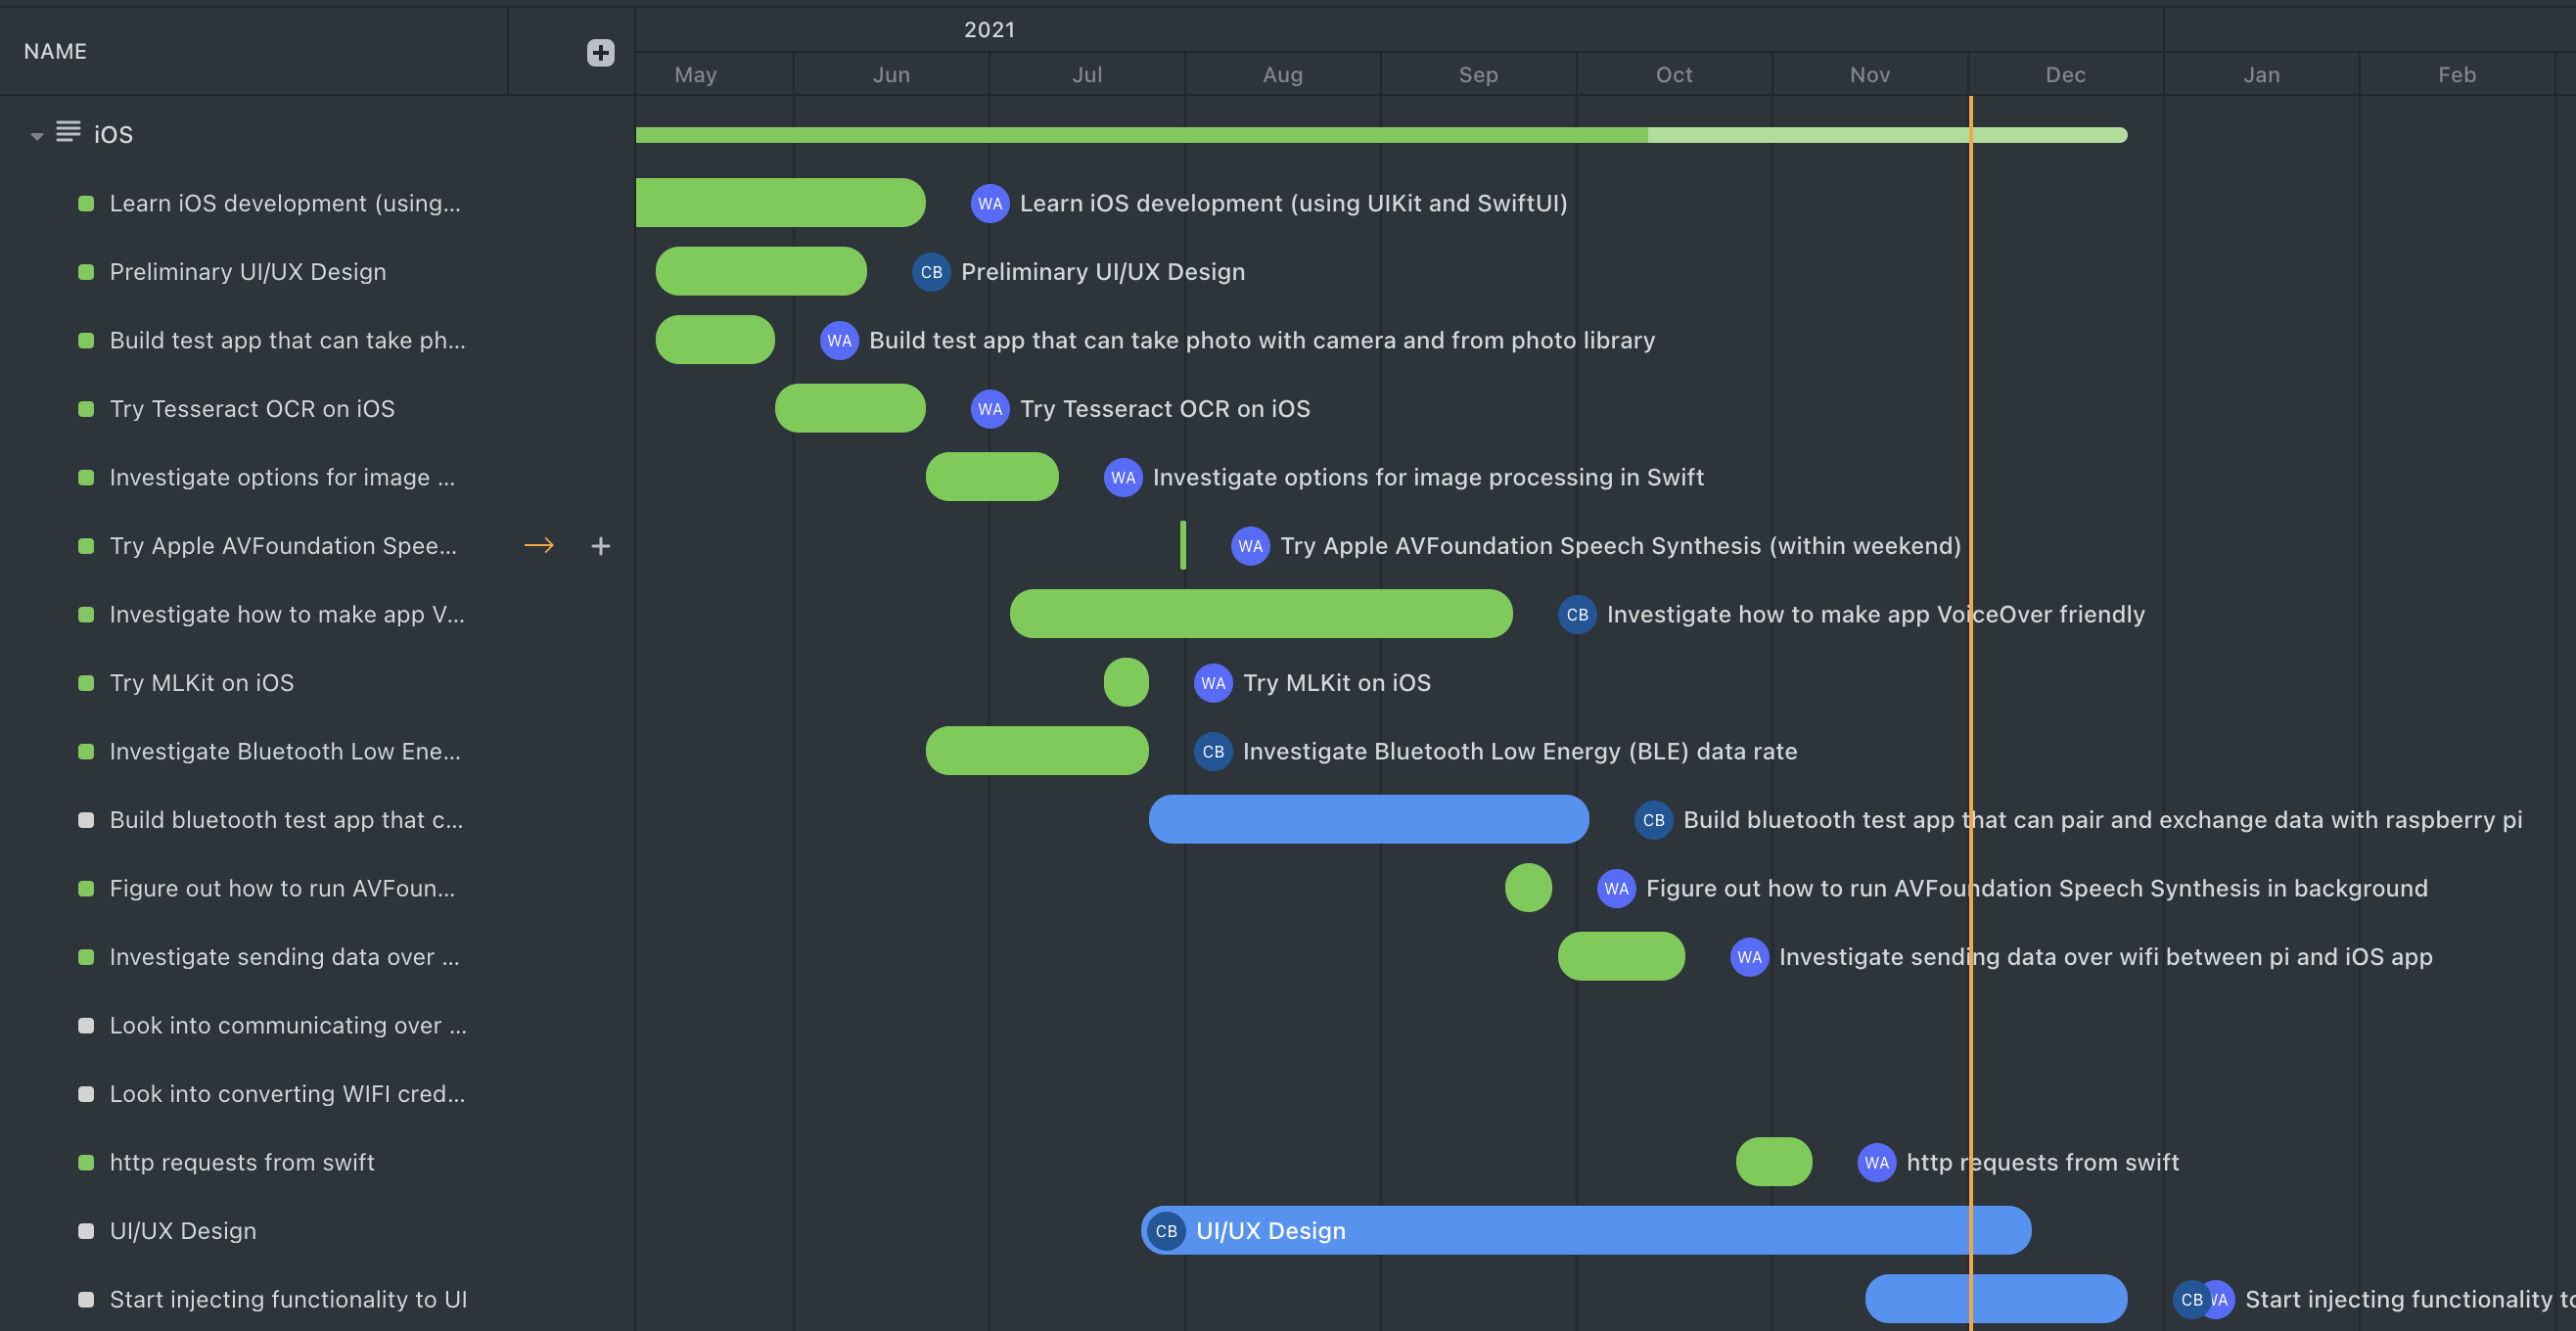 2021
NAME
May Jun Jul Aug Sep Oct Nov Dec Jan Feb
iOS
Learn iOS development (using... WA Learn iOS development (using UIKit and SwiftUI)
Preliminary UI/UX Design CB Preliminary UI/UX Design
Build test app that can take ph... WA Build test app that can take photo with camera and from photo library
Try Tesseract OCR on iOS WA Try Tesseract OCR on iOS
Investigate options for image ... WA Investigate options for image processing in Swift
Try Apple AVFoundation Spee... WA Try Apple AVFoundation Speech Synthesis (within weekend)
Investigate how to make app V... CB Investigate how to make app VoiceOver friendly
Try MLKit on iOS WA Try MLKit on iOS
Investigate Bluetooth Low Ene... CB Investigate Bluetooth Low Energy (BLE) data rate
Build bluetooth test app that c... CB Build bluetooth test app that can pair and exchange data with raspberry pi
Figure out how to run AVFoun... WA Figure out how to run AVFoundation Speech Synthesis in background
Investigate sending data over ... WA Investigate sending data over wifi between pi and iOS app
Look into communicating over ...
Look into converting WIFI cred...
http requests from swift WA http requests from swift
UI/UX Design CB UI/UX Design
Start injecting functionality to UI CB WA Start injecting functionality to